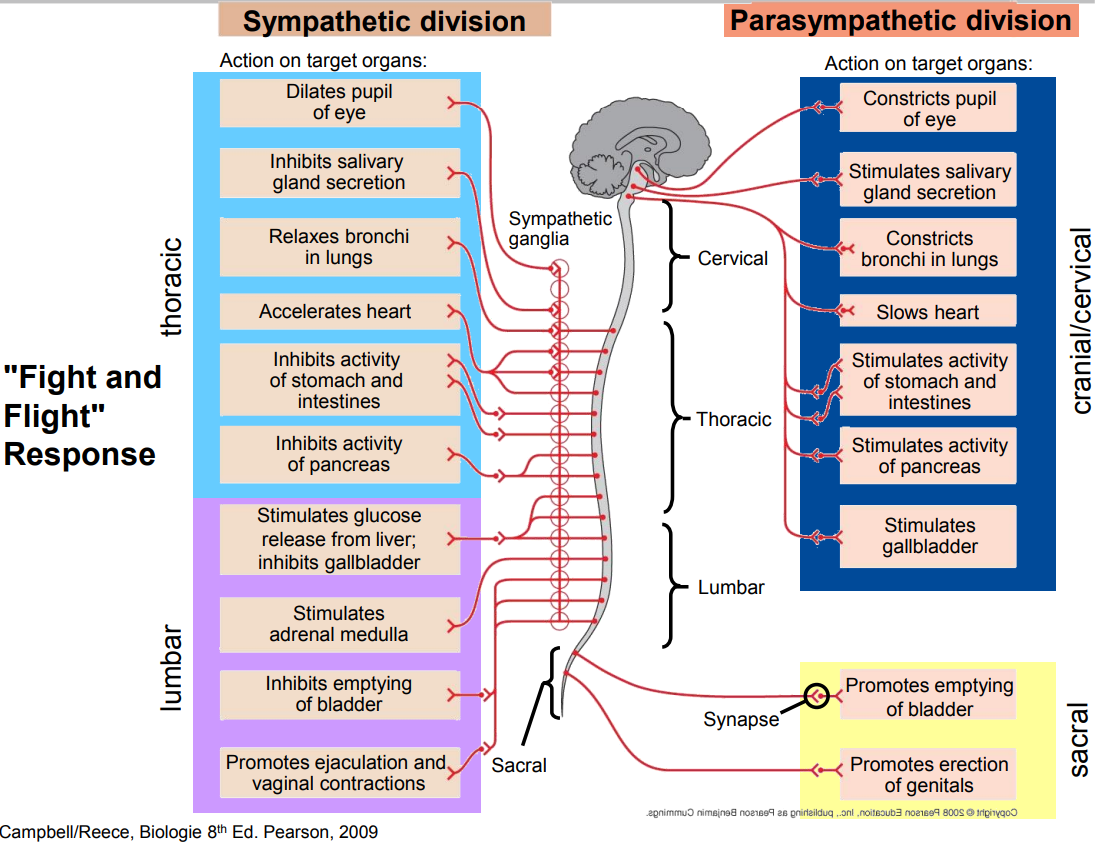 Sympathetic division
Parasympathetic division
Action on target organs:
Action on target organs:
Dilates pupil
of eye
Inhibits salivary
gland secretion
Relaxes bronchi
in lungs
Accelerates heart
Inhibits activity
of stomach and
intestines
Inhibits activity
of pancreas
Stimulates glucose
release from liver;
inhibits gallbladder
Stimulates
adrenal medulla
Inhibits emptying
of bladder
Promotes ejaculation and
vaginal contractions
thoracic
lumbar
"Fight and
Flight"
Response
Sympathetic
ganglia
Cervical
Thoracic
Lumbar
Sacral
Synapse
Constricts pupil
of eye
Stimulates salivary
gland secretion
Constricts
bronchi in lungs
Slows heart
Stimulates activity
of stomach and
intestines
Stimulates activity
of pancreas
Stimulates
gallbladder
Promotes emptying
of bladder
Promotes erection
of genitals
cranial/cervical
sacral
Copyright © 2008 Pearson Education, Inc., publishing as Pearson Benjamin Cummings.
Campbell/Reece, Biologie 8th Ed. Pearson, 2009